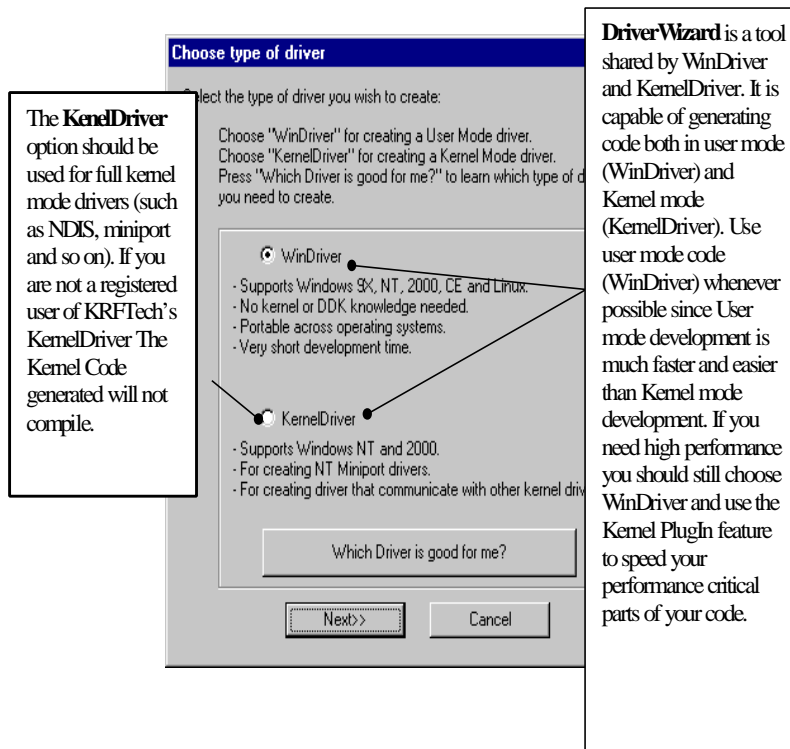 Choose type of driver
elect the type of driver you wish to create:
Choose "WinDriver" for creating a User Mode driver.
Choose "KernelDriver" for creating a Kernel Mode driver.
Press "Which Driver is good for me?" to learn which type of d
you need to create.
WinDriver
- Supports Windows 9X, NT, 2000, CE and Linux.
- No kernel or DDK knowledge needed.
- Portable across operating systems.
- Very short development time.
KernelDriver
- Supports Windows NT and 2000.
- For creating NT Miniport drivers.
- For creating driver that communicate with other kernel driv
Which Driver is good for me?
Next>>
Cancel
The KenelDriver
option should be
used for full kernel
mode drivers (such
as NDIS, miniport
and so on). If you
are not a registered
user of KRFTech's
KernelDriver The
Kernel Code
generated will not
compile.
DriverWizard is a tool
shared by WinDriver
and KernelDriver. It is
capable of generating
code both in user mode
(WinDriver) and
Kernel mode
(KernelDriver). Use
user mode code
(WinDriver) whenever
possible since User
mode development is
much faster and easier
than Kernel mode
development. If you
need high performance
you should still choose
WinDriver and use the
Kernel PlugIn feature
to speed your
performance critical
parts of your code.